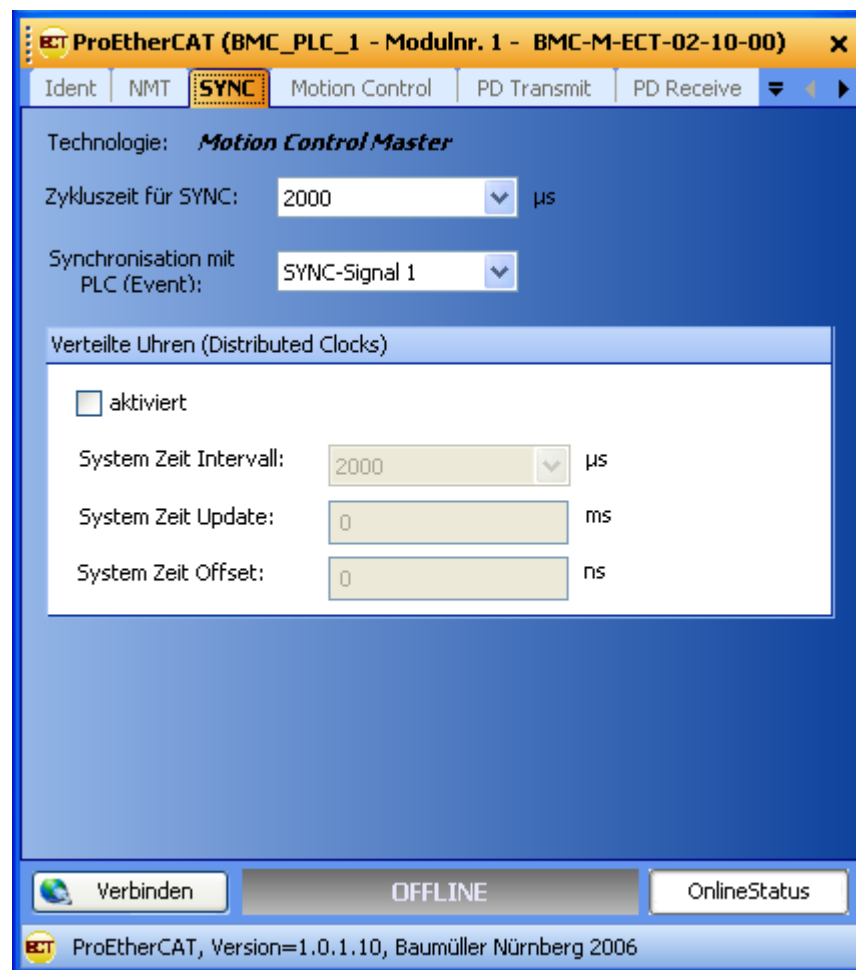 ECT ProEtherCAT (BMC_PLC_1 - Modulnr. 1 - BMC-M-ECT-02-10-00)
Ident NMT SYNC Motion Control PD Transmit PD Receive
Technologie: Motion Control Master
Zykluszeit für SYNC: 2000 µs
Synchronisation mit
PLC (Event): SYNC-Signal 1
Verteilte Uhren (Distributed Clocks)
aktiviert
System Zeit Intervall: 2000 µs
System Zeit Update: 0 ms
System Zeit Offset: 0 ns
Verbinden OFFLINE OnlineStatus
ECT ProEtherCAT, Version=1.0.1.10, Baumüller Nürnberg 2006